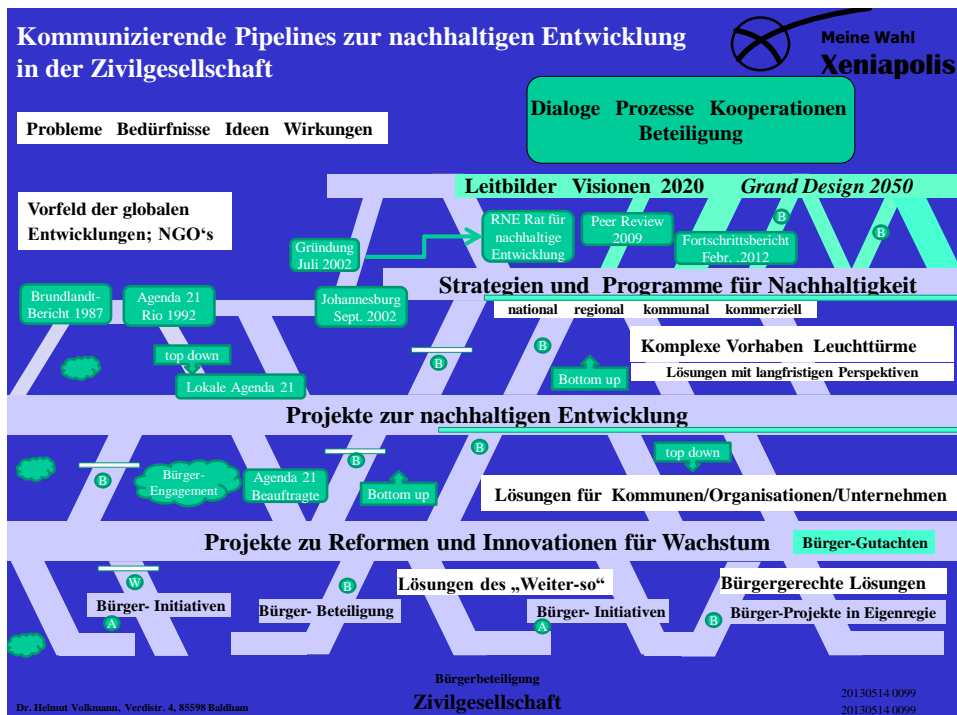 Kommunizierende Pipelines zur nachhaltigen Entwicklung
in der Zivilgesellschaft
Meine Wahl
Xeniapolis
Dialoge Prozesse Kooperationen
Beteiligung
Probleme Bedürfnisse Ideen Wirkungen
Leitbilder Visionen 2020 Grand Design 2050
Vorfeld der globalen
Entwicklungen; NGO‘s
RNE Rat für
nachhaltige
Entwicklung
Peer Review
2009
B
Fortschrittsbericht
Febr. .2012
B
Gründung
Juli 2002
Strategien und Programme für Nachhaltigkeit
Brundlandt-
Bericht 1987
Agenda 21
Rio 1992
Johannesburg
Sept. 2002
national regional kommunal kommerziell
top down
B
B
Komplexe Vorhaben Leuchttürme
Lösungen mit langfristigen Perspektiven
Bottom up
Lokale Agenda 21
Projekte zur nachhaltigen Entwicklung
B
B
B
top down
Bürger-
Engagement
Agenda 21
Beauftragte
Bottom up
Lösungen für Kommunen/Organisationen/Unternehmen
Projekte zu Reformen und Innovationen für Wachstum
Bürger-Gutachten
W
B
Lösungen des „Weiter-so“
Bürgergerechte Lösungen
Bürger- Initiativen
Bürger- Beteiligung
Bürger- Initiativen
Bürger-Projekte in Eigenregie
A
A
B
Bürgerbeteiligung
Zivilgesellschaft
Dr. Helmut Volkmann, Verdistr. 4, 85598 Baldham
20130514 0099
20130514 0099